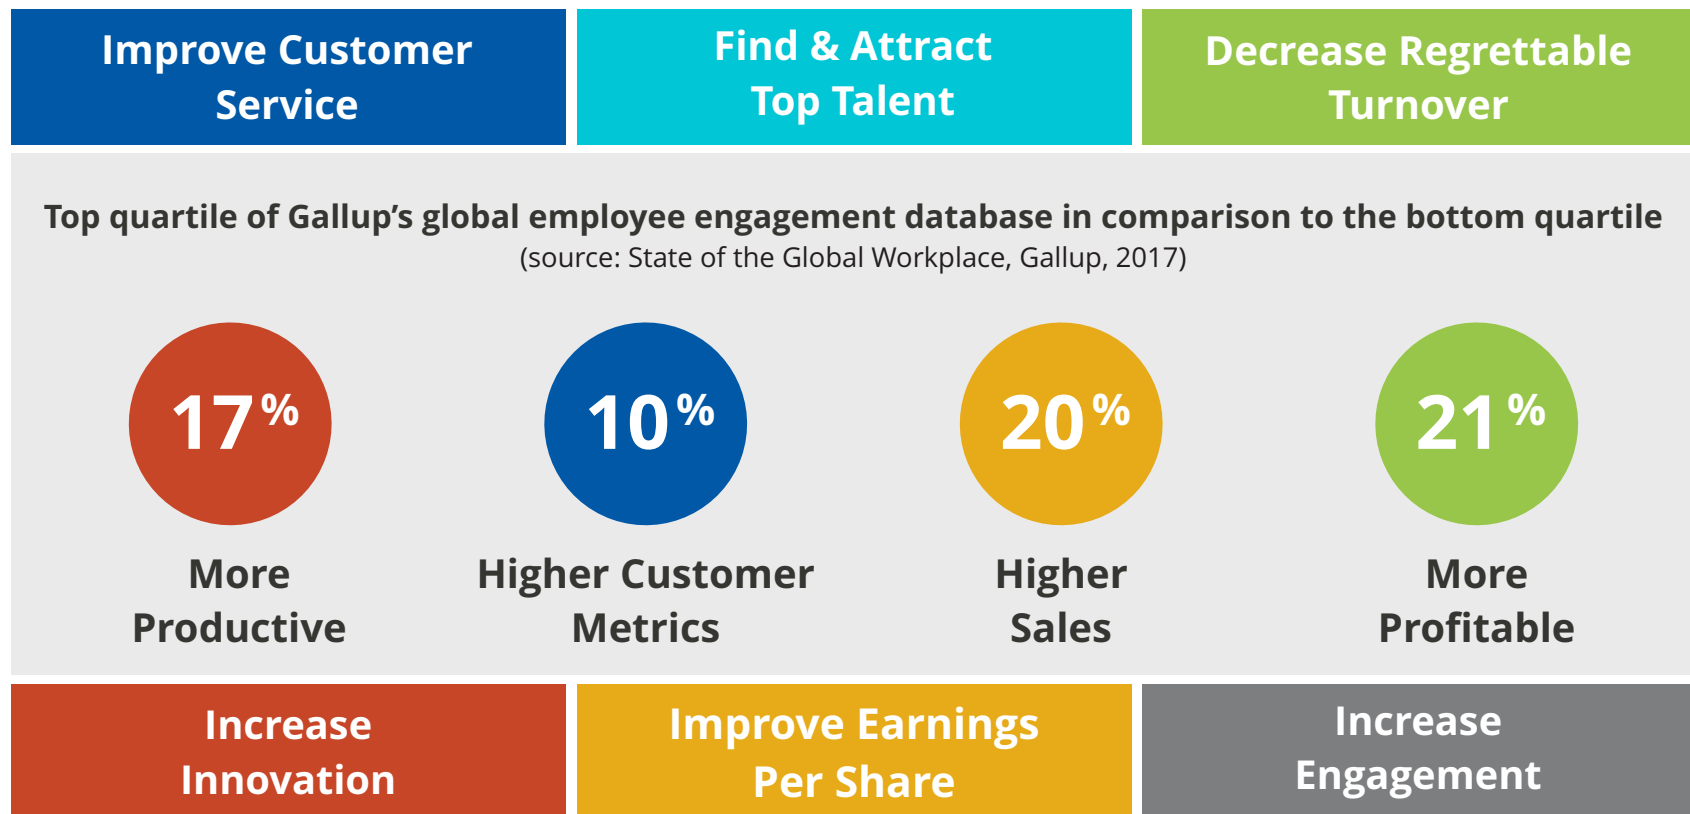 Improve Customer
Service
Find & Attract
Top Talent
Decrease Regrettable
Turnover
Top quartile of Gallup’s global employee engagement database in comparison to the bottom quartile
(source: State of the Global Workplace, Gallup, 2017)
17%
More
Productive
10%
Higher Customer
Metrics
20%
Higher
Sales
21%
More
Profitable
Increase
Innovation
Improve Earnings
Per Share
Increase
Engagement